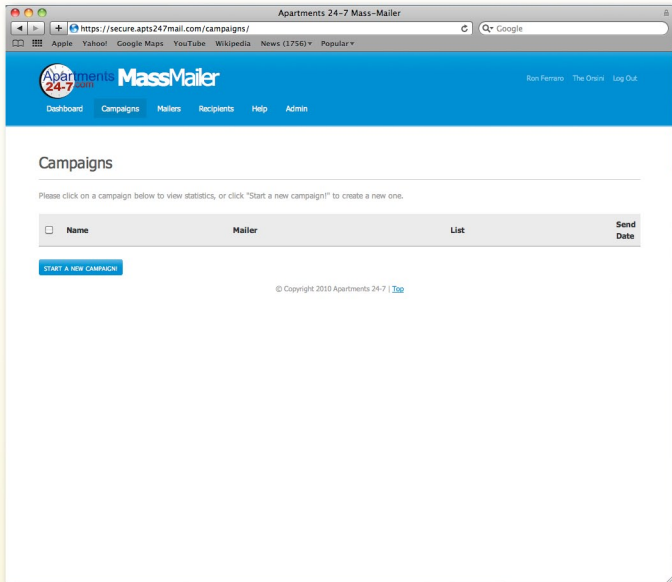 Apartments 24-7 Mass-Mailer
https://secure.apts247mail.com/campaigns/
Google
Apple Yahoo! Google Maps YouTube Wikipedia News (1756) Popular
Apartments
24-7.com
MassMailer
Ron Ferraro The Orsini Log Out
Dashboard Campaigns Mailers Recipients Help Admin
Campaigns
Please click on a campaign below to view statistics, or click "Start a new campaign!" to create a new one.
Name Mailer List Send
Date
START A NEW CAMPAIGN!
© Copyright 2010 Apartments 24-7 | Top